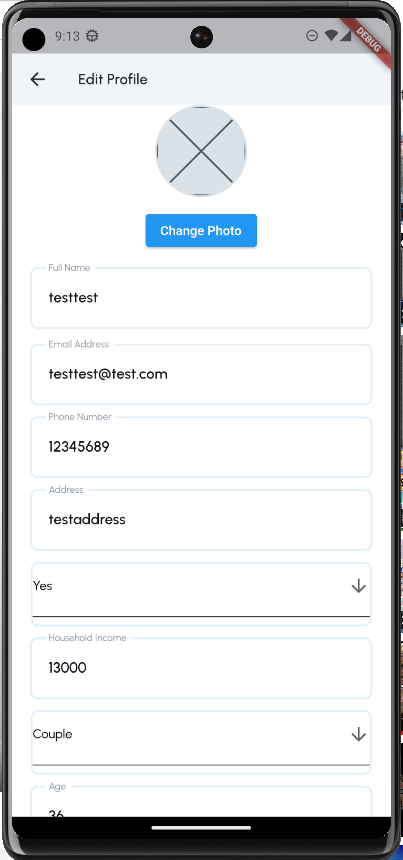 9:13
DEBUG
Edit Profile
Change Photo
Full Name
testtest
Email Address
testtest@test.com
Phone Number
12345689
Address
testaddress
Yes
Household Income
13000
Couple
Age
36